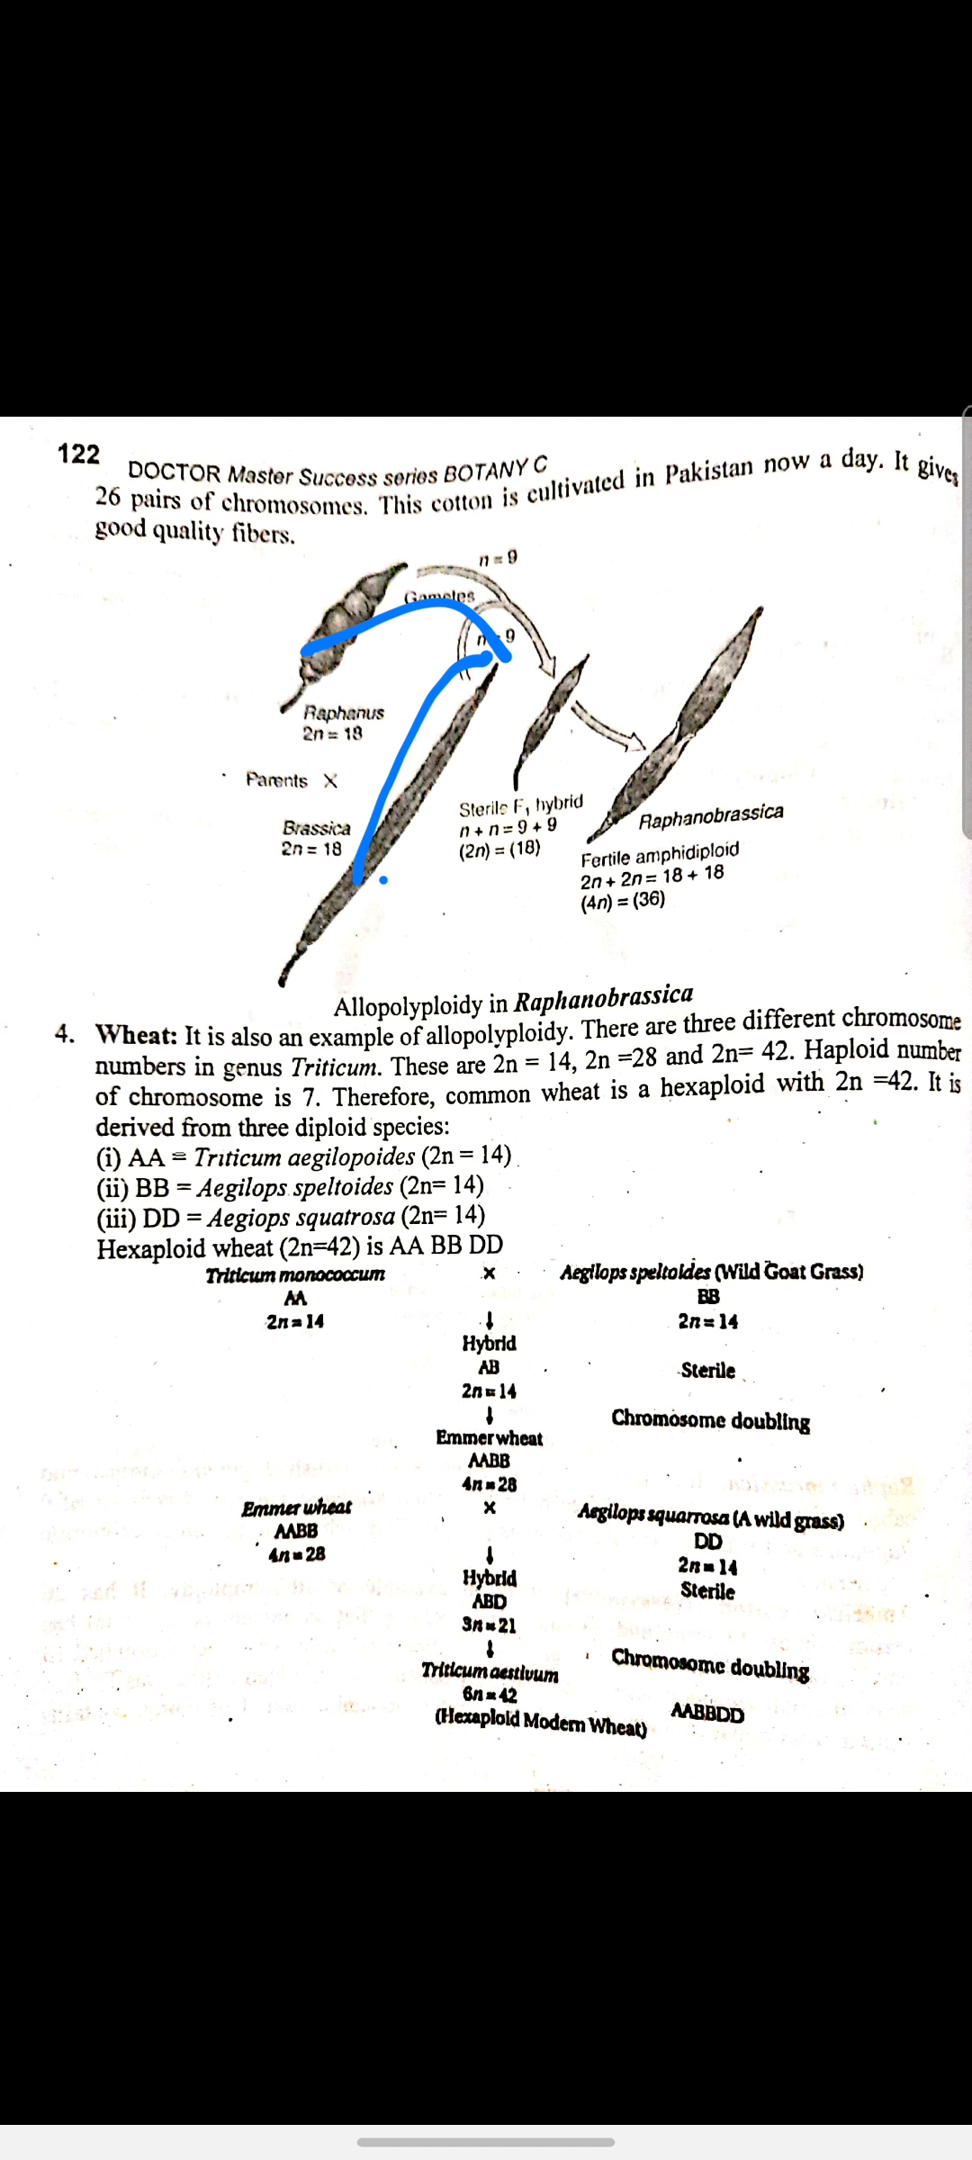 122
DOCTOR Master Success series BOTANY C
26 pairs of chromosomes. This cotton is cultivated in Pakistan now a day. It gives
good quality fibers.
n = 9
Gametes
n = 9
Raphanus
2n = 18
Parents X
Brassica
2n = 18
Sterile F₁ hybrid
n + n = 9 + 9
(2n) = (18)
Raphanobrassica
Fertile amphidiploid
2n + 2n = 18 + 18
(4n) = (36)
Allopolyploidy in Raphanobrassica
4. Wheat: It is also an example of allopolyploidy. There are three different chromosome
numbers in genus Triticum. These are 2n = 14, 2n =28 and 2n= 42. Haploid number
of chromosome is 7. Therefore, common wheat is a hexaploid with 2n =42. It is
derived from three diploid species:
(i) AA = Triticum aegilopoides (2n = 14)
(ii) BB = Aegilops speltoides (2n= 14)
(iii) DD = Aegiops squatrosa (2n= 14)
Hexaploid wheat (2n=42) is AA BB DD
Triticum monococcum × Aegilops speltoides (Wild Goat Grass)
AA BB
2n = 14 ↓ 2n = 14
Hybrid
AB Sterile
2n = 14
↓ Chromosome doubling
Emmer wheat
AABB
4n = 28
Emmer wheat × Aegilops squarrosa (A wild grass)
AABB DD
4n = 28 ↓ 2n = 14
Hybrid Sterile
ABD
3n = 21
↓ Chromosome doubling
Triticum aestivum
6n = 42 AABBDD
(Hexaploid Modern Wheat)